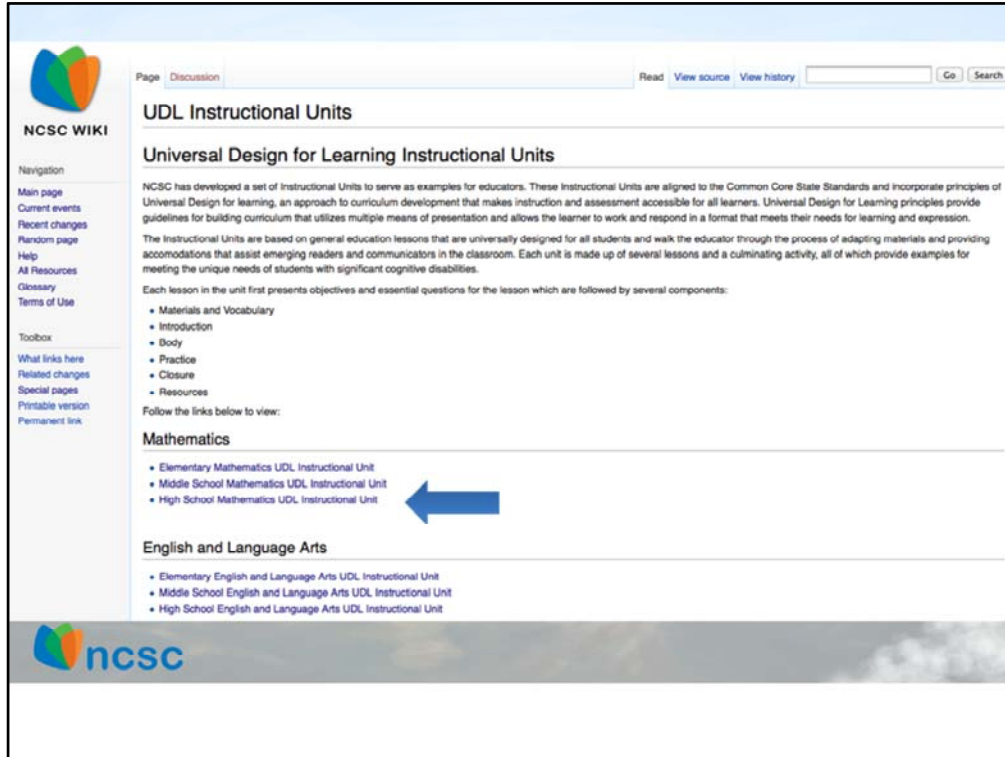 Page Discussion Read View source View history Go Search
NCSC WIKI
Navigation
Main page
Current events
Recent changes
Random page
Help
All Resources
Glossary
Terms of Use
Toolbox
What links here
Related changes
Special pages
Printable version
Permanent link
UDL Instructional Units
Universal Design for Learning Instructional Units
NCSC has developed a set of Instructional Units to serve as examples for educators. These Instructional Units are aligned to the Common Core State Standards and incorporate principles of
Universal Design for learning, an approach to curriculum development that makes instruction and assessment accessible for all learners. Universal Design for Learning principles provide
guidelines for building curriculum that utilizes multiple means of presentation and allows the learner to work and respond in a format that meets their needs for learning and expression.
The Instructional Units are based on general education lessons that are universally designed for all students and walk the educator through the process of adapting materials and providing
accomodations that assist emerging readers and communicators in the classroom. Each unit is made up of several lessons and a culminating activity, all of which provide examples for
meeting the unique needs of students with significant cognitive disabilities.
Each lesson in the unit first presents objectives and essential questions for the lesson which are followed by several components:
• Materials and Vocabulary
• Introduction
• Body
• Practice
• Closure
• Resources
Follow the links below to view:
Mathematics
• Elementary Mathematics UDL Instructional Unit
• Middle School Mathematics UDL Instructional Unit
• High School Mathematics UDL Instructional Unit
English and Language Arts
• Elementary English and Language Arts UDL Instructional Unit
• Middle School English and Language Arts UDL Instructional Unit
• High School English and Language Arts UDL Instructional Unit
ncsc